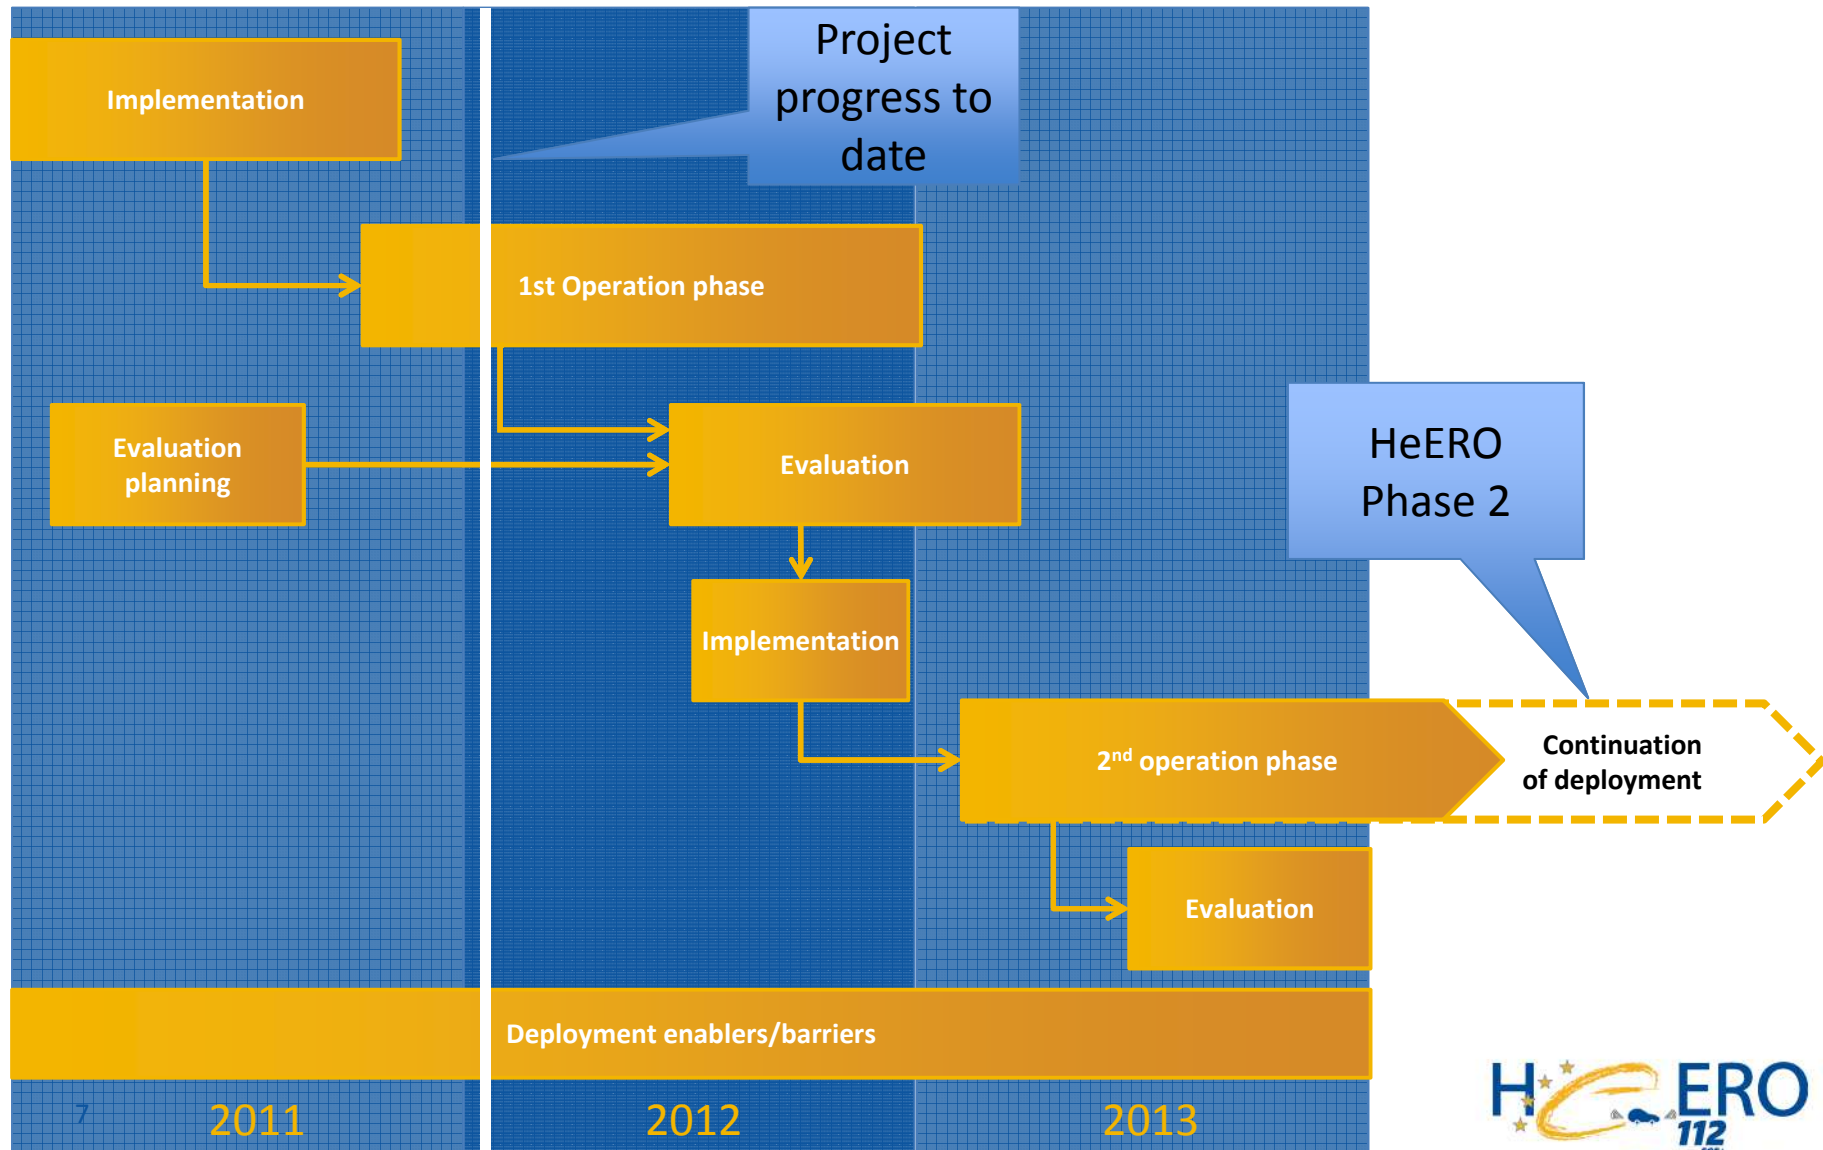 Project
progress to
date
Implementation
1st Operation phase
Evaluation
planning
Evaluation
HeERO
Phase 2
Implementation
2nd operation phase
Continuation
of deployment
Evaluation
Deployment enablers/barriers
7
2011
2012
2013
HeERO
112